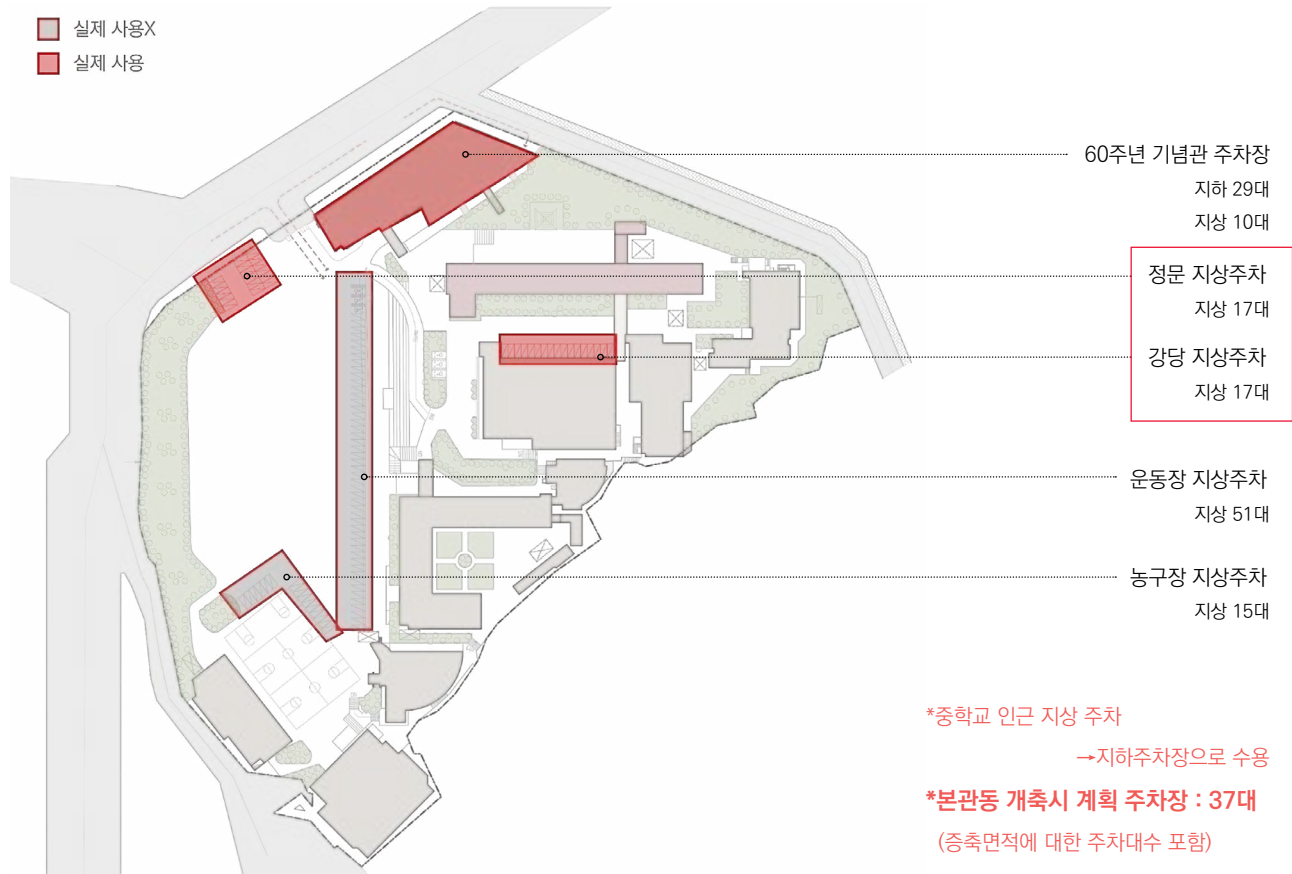 실제 사용X
실제 사용
60주년 기념관 주차장
지하 29대
지상 10대
정문 지상주차
지상 17대
강당 지상주차
지상 17대
운동장 지상주차
지상 51대
농구장 지상주차
지상 15대
*중학교 인근 지상 주차
→지하주차장으로 수용
*본관동 개축시 계획 주차장 : 37대
(증축면적에 대한 주차대수 포함)